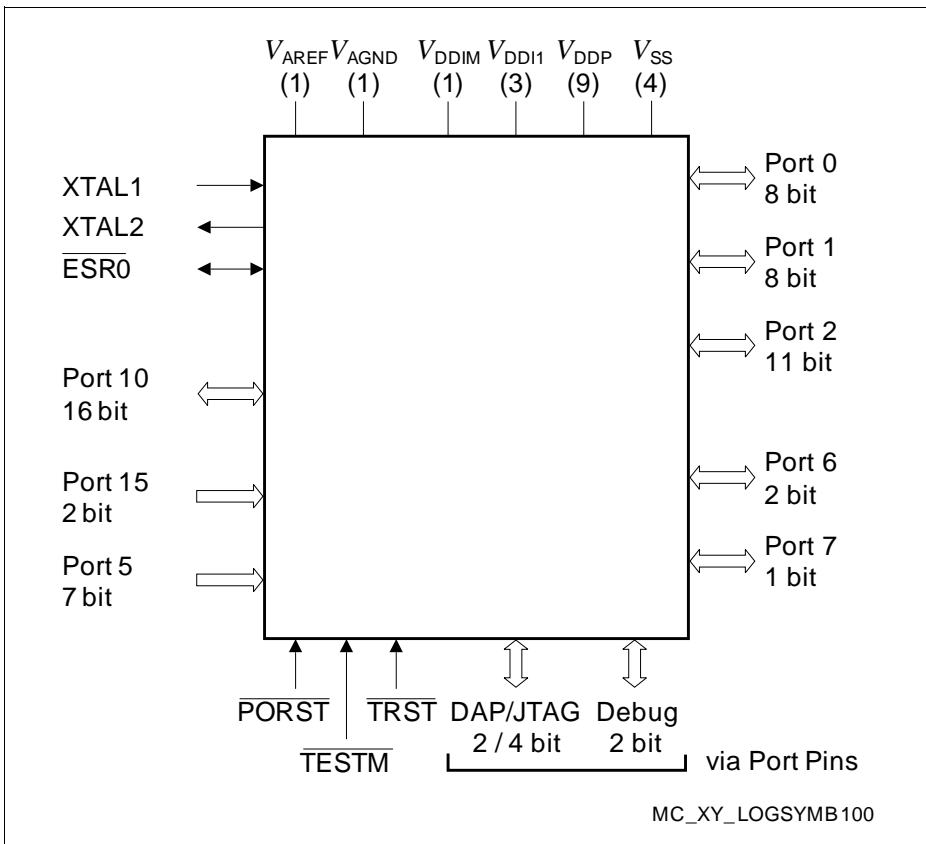 VAREF VAGND VDDIM VDDI1 VDDP VSS
(1) (1) (1) (3) (9) (4)
XTAL1
XTAL2
ESR0
Port 10
16 bit
Port 15
2 bit
Port 5
7 bit
Port 0
8 bit
Port 1
8 bit
Port 2
11 bit
Port 6
2 bit
Port 7
1 bit
PORST TRST DAP/JTAG Debug
TESTM 2 / 4 bit 2 bit
via Port Pins
MC_XY_LOGSYMB100